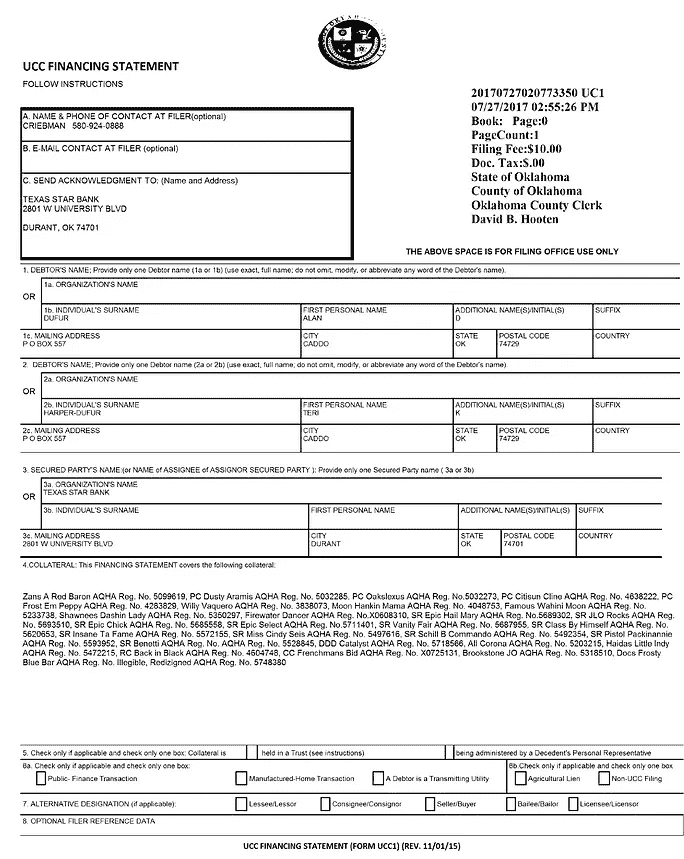 UCC FINANCING STATEMENT
FOLLOW INSTRUCTIONS
20170727020773350 UC1
07/27/2017 02:55:26 PM
Book: Page:0
PageCount:1
Filing Fee:$10.00
Doc. Tax:$.00
State of Oklahoma
County of Oklahoma
Oklahoma County Clerk
David B. Hooten
A. NAME & PHONE OF CONTACT AT FILER(optional)
CRIEBMAN 580-924-0888
B. E-MAIL CONTACT AT FILER (optional)
C. SEND ACKNOWLEDGMENT TO: (Name and Address)
TEXAS STAR BANK
2801 W UNIVERSITY BLVD
DURANT, OK 74701
THE ABOVE SPACE IS FOR FILING OFFICE USE ONLY
1. DEBTOR'S NAME; Provide only one Debtor name (1a or 1b) (use exact, full name; do not omit, modify, or abbreviate any word of the Debtor's name).
1a. ORGANIZATION'S NAME
OR
1b. INDIVIDUAL'S SURNAME FIRST PERSONAL NAME ADDITIONAL NAME(S)/INITIAL(S) SUFFIX
DUFUR ALAN D
1c. MAILING ADDRESS CITY STATE POSTAL CODE COUNTRY
P O BOX 557 CADDO OK 74729
2. DEBTOR'S NAME; Provide only one Debtor name (2a or 2b) (use exact, full name; do not omit, modify, or abbreviate any word of the Debtor's name).
2a. ORGANIZATION'S NAME
OR
2b. INDIVIDUAL'S SURNAME FIRST PERSONAL NAME ADDITIONAL NAME(S)/INITIAL(S) SUFFIX
HARPER-DUFUR TERI K
2c. MAILING ADDRESS CITY STATE POSTAL CODE COUNTRY
P O BOX 557 CADDO OK 74729
3. SECURED PARTY'S NAME:(or NAME of ASSIGNEE of ASSIGNOR SECURED PARTY ): Provide only one Secured Party name ( 3a or 3b)
3a. ORGANIZATION'S NAME
TEXAS STAR BANK
OR
3b. INDIVIDUAL'S SURNAME FIRST PERSONAL NAME ADDITIONAL NAME(S)/INITIAL(S) SUFFIX
3c. MAILING ADDRESS CITY STATE POSTAL CODE COUNTRY
2801 W UNIVERSITY BLVD DURANT OK 74701
4.COLLATERAL: This FINANCING STATEMENT covers the following collateral:
Zans A Red Baron AQHA Reg. No. 5099619, PC Dusty Aramis AQHA Reg. No. 5032285, PC Oakslexus AQHA Reg. No.5032273, PC Citisun Cline AQHA Reg. No. 4638222, PC
Frost Em Peppy AQHA Reg. No. 4283829, Willy Vaquero AQHA Reg. No. 3838073, Moon Hankin Mama AQHA Reg. No. 4048753, Famous Wahini Moon AQHA Reg. No.
5233738, Shawnees Dashin Lady AQHA Reg. No. 5350297, Firewater Dancer AQHA Reg. No.X0608310, SR Epic Hail Mary AQHA Reg. No.5689302, SR JLO Rocks AQHA Reg.
No. 5693510, SR Epic Chick AQHA Reg. No. 5685558, SR Epic Select AQHA Reg. No.5711401, SR Vanity Fair AQHA Reg. No. 5687955, SR Class By Himself AQHA Reg. No.
5620653, SR Insane Ta Fame AQHA Reg. No. 5572155, SR Miss Cindy Seis AQHA Reg. No. 5497616, SR Schill B Commando AQHA Reg. No. 5492354, SR Pistol Packinannie
AQHA Reg. No. 5593952, SR Benetti AQHA Reg. No. AQHA Reg. No. 5528845, DDD Catalyst AQHA Reg. No. 5718566, All Corona AQHA Reg. No. 5203215, Haidas Little Indy
AQHA Reg. No. 5472215, RC Back in Black AQHA Reg. No. 4604748, CC Frenchmans Bid AQHA Reg. No. X0725131, Brookstone JO AQHA Reg. No. 5318510, Docs Frosty
Blue Bar AQHA Reg. No. Illegible, Redizigned AQHA Reg. No. 5748380
5. Check only if applicable and check only one box: Collateral is held in a Trust (see instructions) being administered by a Decedent's Personal Representative
6a. Check only if applicable and check only one box: 6b.Check only if applicable and check only one box
Public- Finance Transaction Manufactured-Home Transaction A Debtor is a Transmitting Utility Agricultural Lien Non-UCC Filing
7. ALTERNATIVE DESIGNATION (if applicable): Lessee/Lessor Consignee/Consignor Seller/Buyer Bailee/Bailor Licensee/Licensor
8. OPTIONAL FILER REFERENCE DATA
UCC FINANCING STATEMENT (FORM UCC1) (REV. 11/01/15)